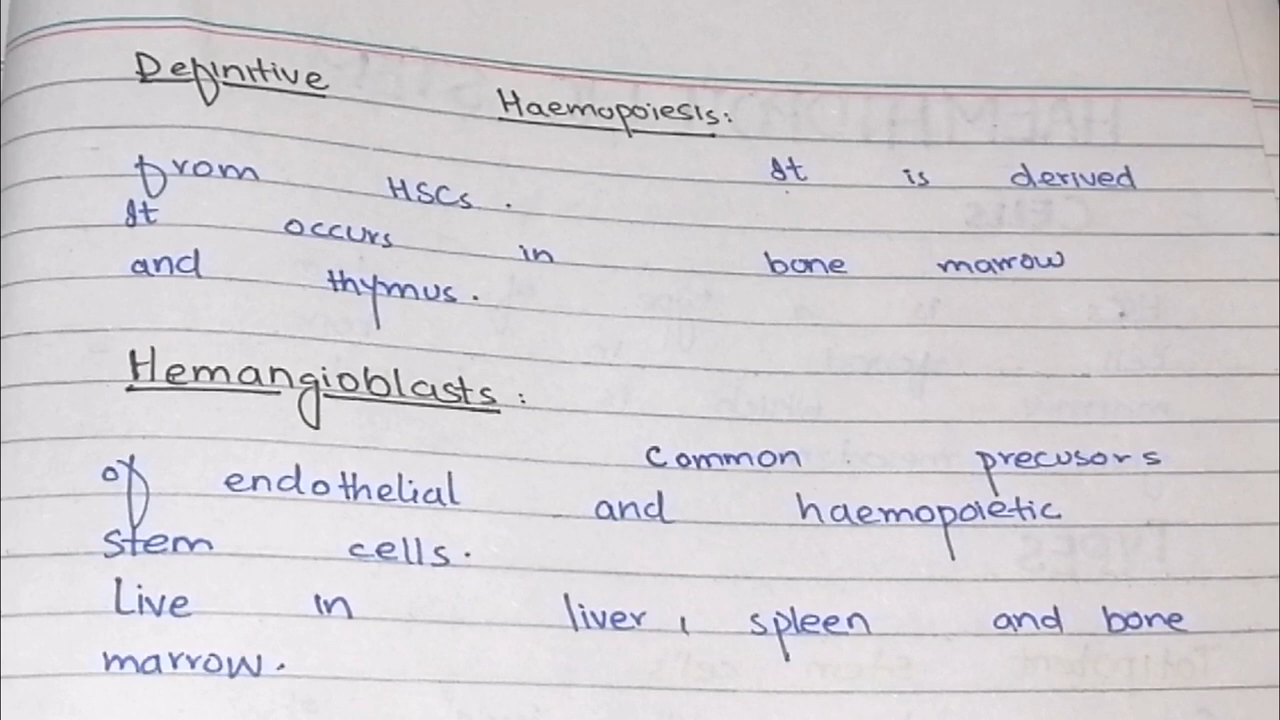 Definitive Haemopoiesis:
It is derived
from HSCs.
It occurs in bone marrow
and thymus.
Hemangioblasts:
Common precusors
of endothelial and haemopoietic
stem cells.
Live in liver, spleen and bone
marrow.